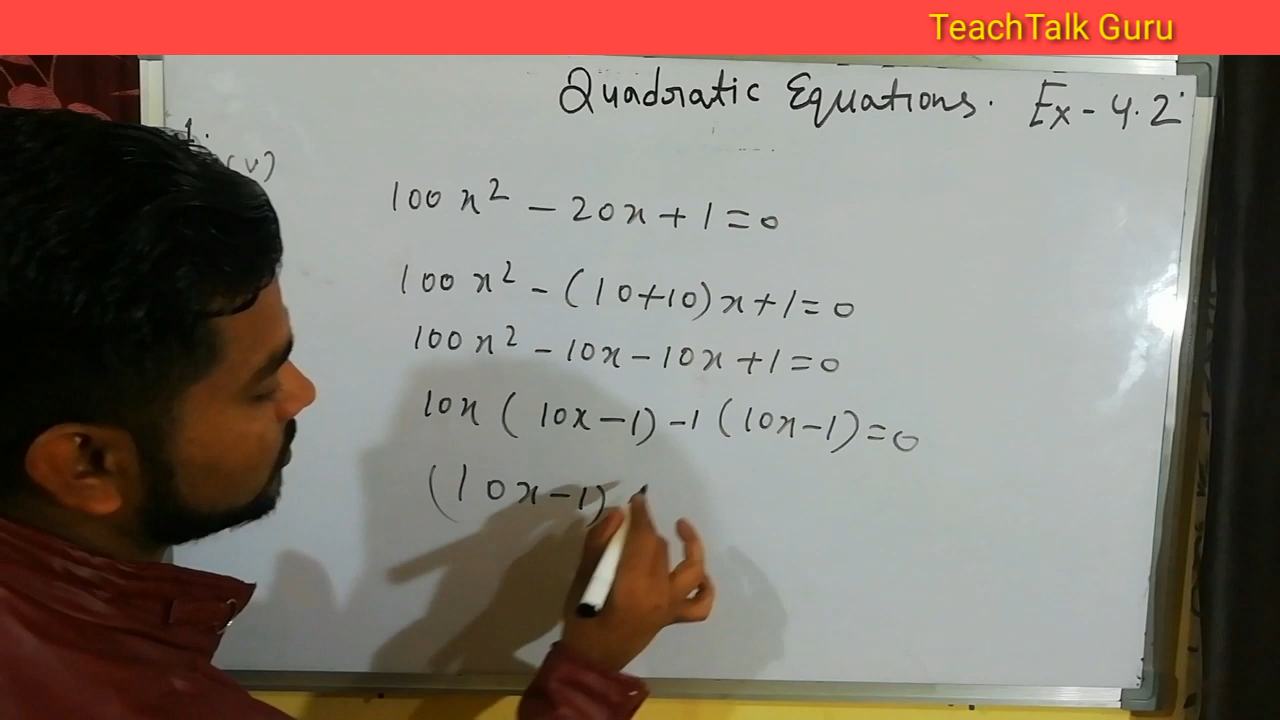 TeachTalk Guru
Quadratic Equations. Ex-4.2
1.
(v)
100x² - 20x + 1 = 0
100x² - (10+10)x + 1 = 0
100x² - 10x - 10x + 1 = 0
10x (10x - 1) - 1 (10x - 1) = 0
(10x - 1)